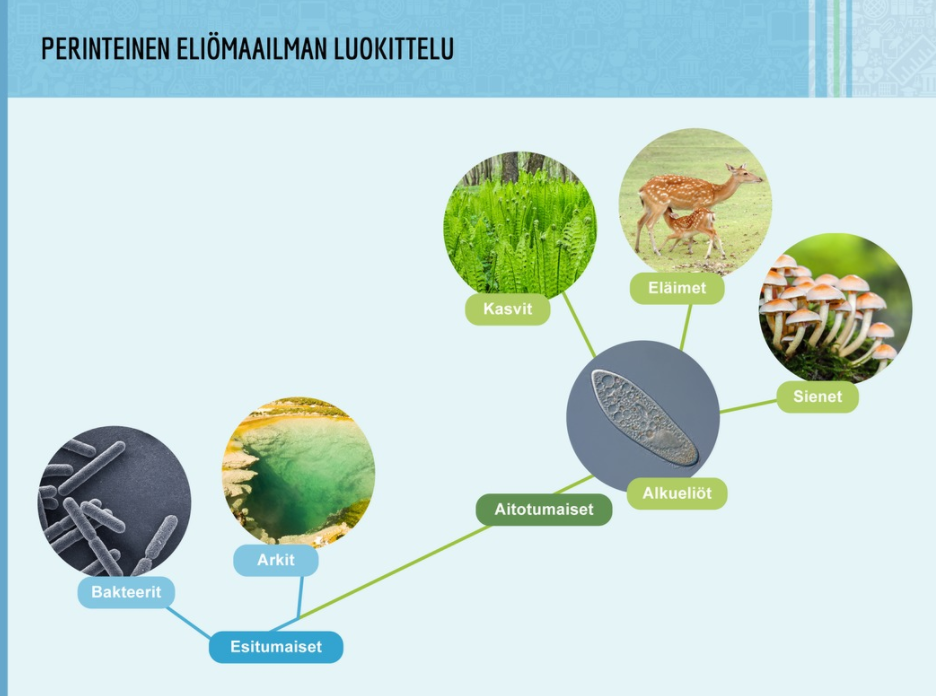 PERINTEINEN ELIÖMAAILMAN LUOKITTELU
Kasvit
Eläimet
Sienet
Alkueliöt
Aitotumaiset
Arkit
Bakteerit
Esitumaiset